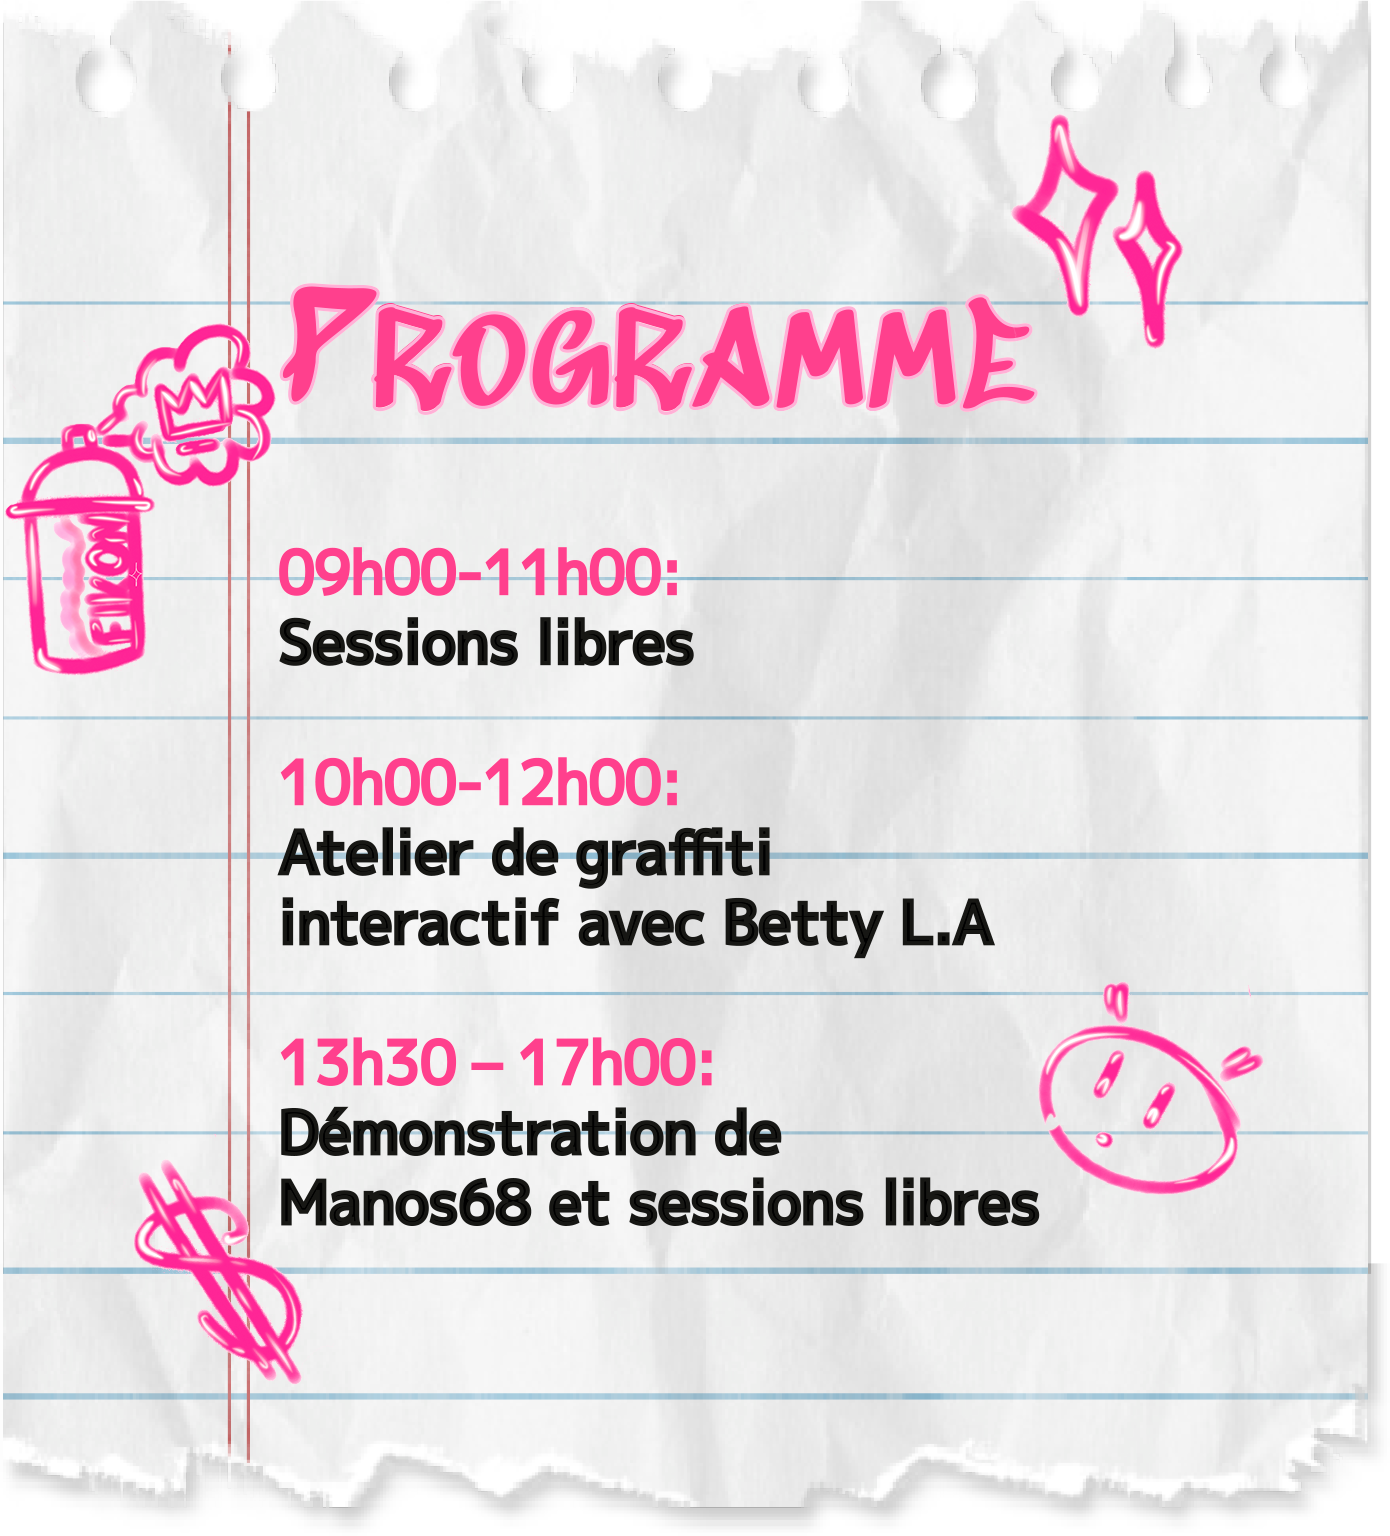 PROGRAMME
EIKON
09h00-11h00:
Sessions libres
10h00-12h00:
Atelier de graffiti
interactif avec Betty L.A
13h30 – 17h00:
Démonstration de
Manos68 et sessions libres